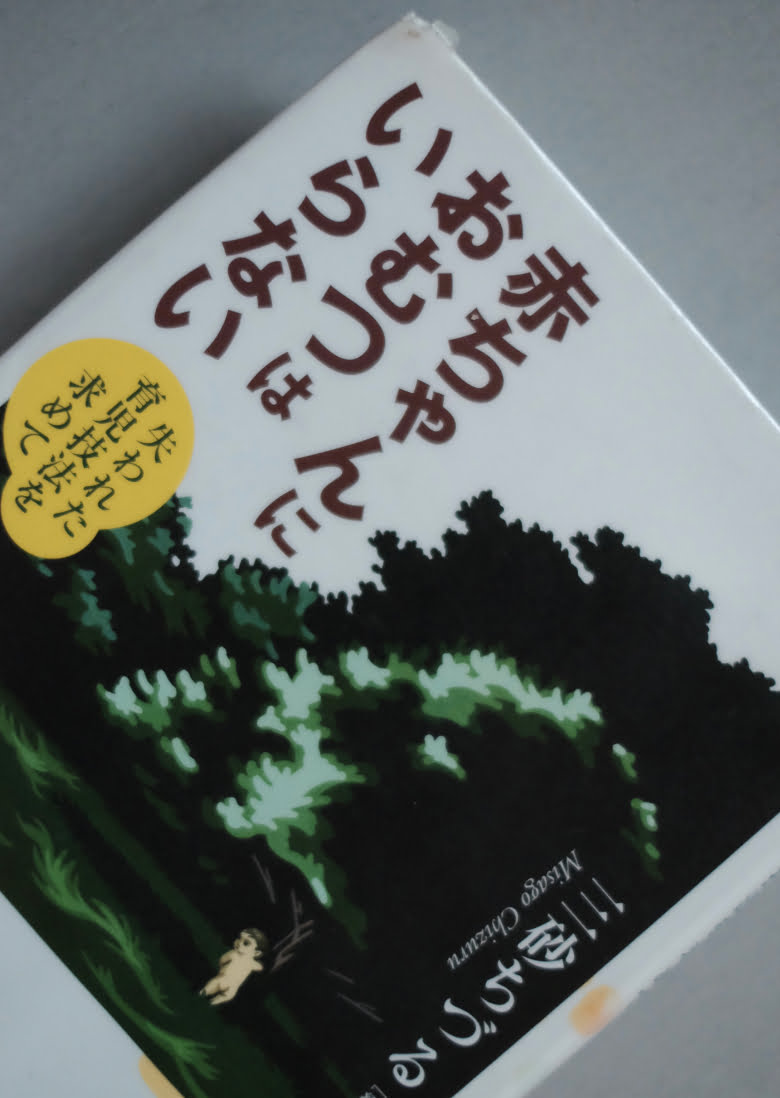 赤ちゃんに
おむつは
いらない
失われた
育児技法を
求めて
三砂ちづる
Misago Chizuru